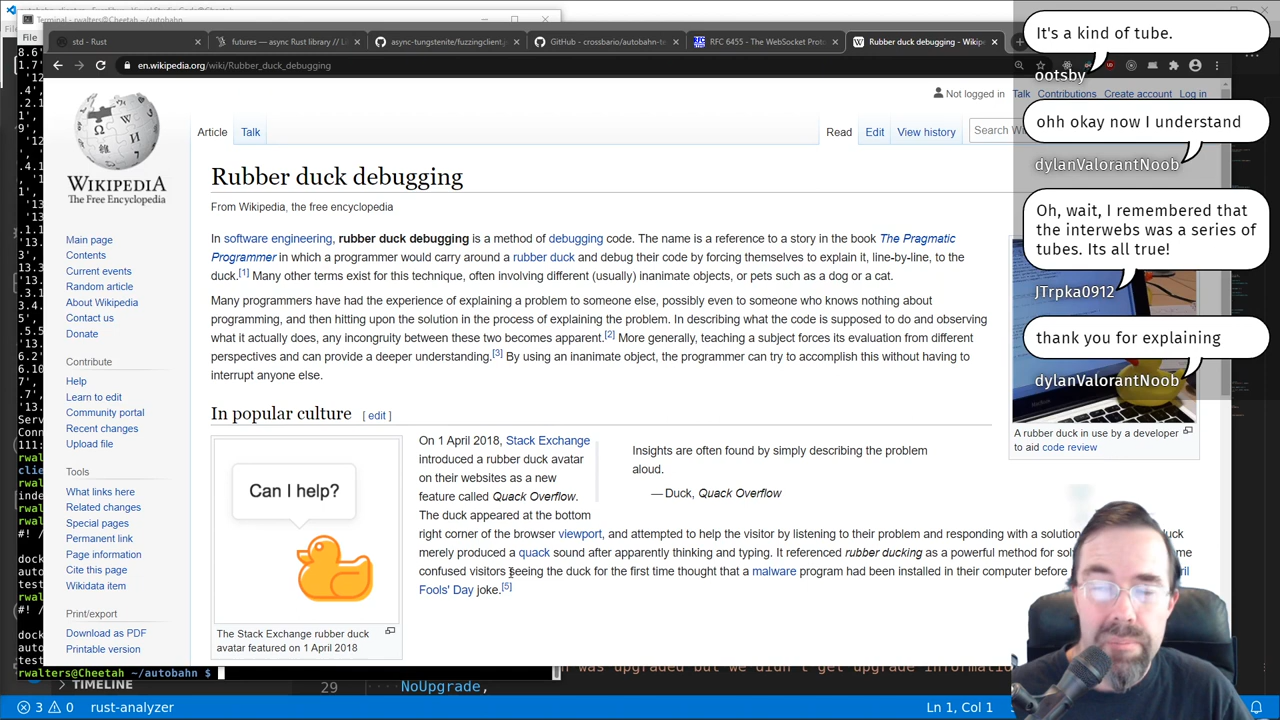 Terminal - 
~/autobahn
File
std - Rust
futures — async Rust library // L
async-tungstenite/fuzzingclient.j
GitHub - crossbario/autobahn-te
RFC 6455 - The WebSocket Proto
Rubber duck debugging - Wikipe
en.wikipedia.org/wiki/Rubber_duck_debugging
It's a kind of tube.
ootsby
ohh okay now I understand
dylanValorantNoob
Oh, wait, I remembered that
the interwebs was a series of
tubes. Its all true!
JTrpka0912
thank you for explaining
dylanValorantNoob
Not logged in Talk Contributions Create account Log in
Article Talk Read Edit View history Search
WIKIPEDIA
The Free Encyclopedia
Main page
Contents
Current events
Random article
About Wikipedia
Contact us
Donate
Contribute
Help
Learn to edit
Community portal
Recent changes
Upload file
Tools
What links here
Related changes
Special pages
Permanent link
Page information
Cite this page
Wikidata item
Print/export
Download as PDF
Printable version
Rubber duck debugging
From Wikipedia, the free encyclopedia
In software engineering, rubber duck debugging is a method of debugging code. The name is a reference to a story in the book The Pragmatic
Programmer in which a programmer would carry around a rubber duck and debug their code by forcing themselves to explain it, line-by-line, to the
duck.[1] Many other terms exist for this technique, often involving different (usually) inanimate objects, or pets such as a dog or a cat.
Many programmers have had the experience of explaining a problem to someone else, possibly even to someone who knows nothing about
programming, and then hitting upon the solution in the process of explaining the problem. In describing what the code is supposed to do and observing
what it actually does, any incongruity between these two becomes apparent.[2] More generally, teaching a subject forces its evaluation from different
perspectives and can provide a deeper understanding.[3] By using an inanimate object, the programmer can try to accomplish this without having to
interrupt anyone else.
A rubber duck in use by a developer
to aid code review
In popular culture [ edit ]
Can I help?
The Stack Exchange rubber duck
avatar featured on 1 April 2018
On 1 April 2018, Stack Exchange
introduced a rubber duck avatar
on their websites as a new
feature called Quack Overflow.
The duck appeared at the bottom
right corner of the browser viewport, and attempted to help the visitor by listening to their problem and responding with a solution
merely produced a quack sound after apparently thinking and typing. It referenced rubber ducking as a powerful method for
confused visitors seeing the duck for the first time thought that a malware program had been installed in their computer before
Fools' Day joke.[5]
Insights are often found by simply describing the problem
aloud.
— Duck, Quack Overflow
rwalters@Cheetah ~/autobahn $
was upgraded but we didn't get upgrade
TIMELINE
29 NoUpgrade,
3 0 rust-analyzer
Ln 1, Col 1